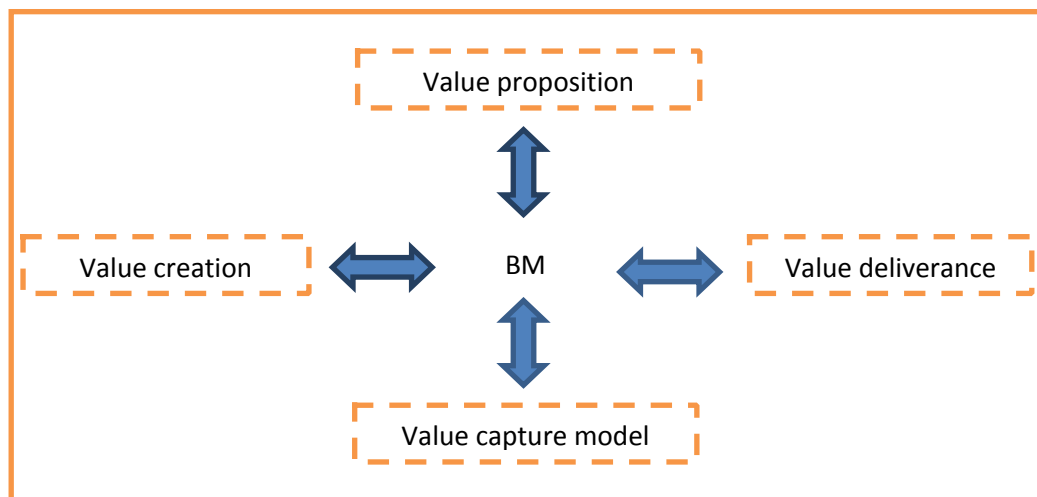 Value proposition
Value creation
BM
Value deliverance
Value capture model